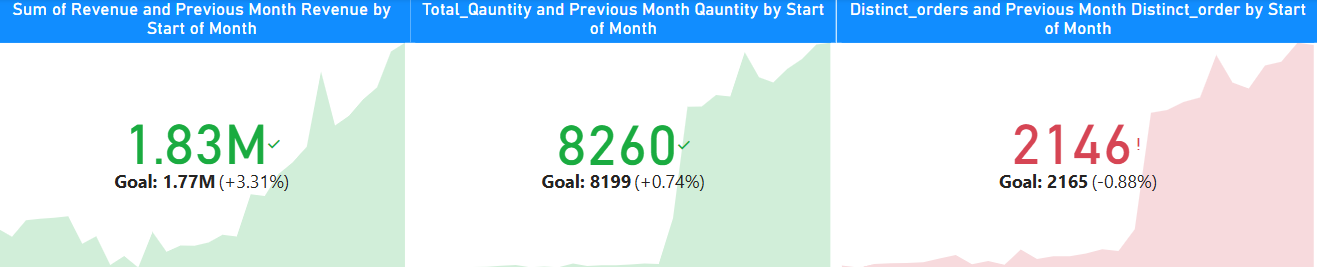 Sum of Revenue and Previous Month Revenue by
Start of Month
1.83M
Goal: 1.77M (+3.31%)
Total_Qauntity and Previous Month Qauntity by Start
of Month
8260
Goal: 8199 (+0.74%)
Distinct_orders and Previous Month Distinct_order by Start
of Month
2146!
Goal: 2165 (-0.88%)